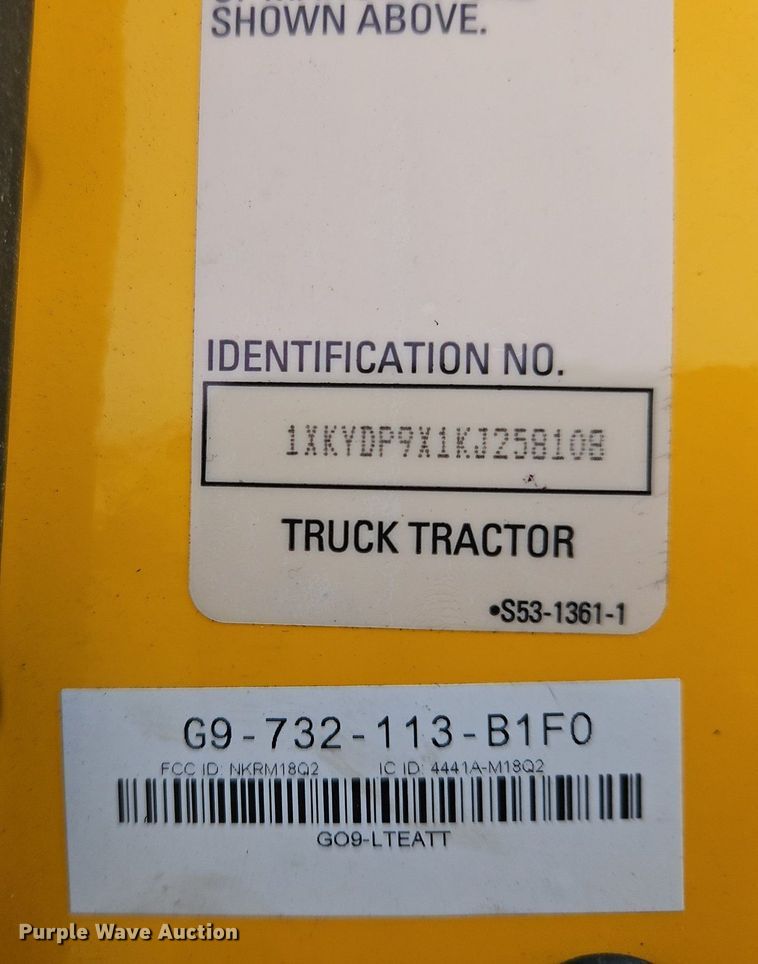 SHOWN ABOVE.
IDENTIFICATION NO.
1XKYDP9X1KJ258108
TRUCK TRACTOR
•S53-1361-1
G9-732-113-B1F0
FCC ID: NKRM18Q2 IC ID: 4441A-M18Q2
GO9-LTEATT
Purple Wave Auction